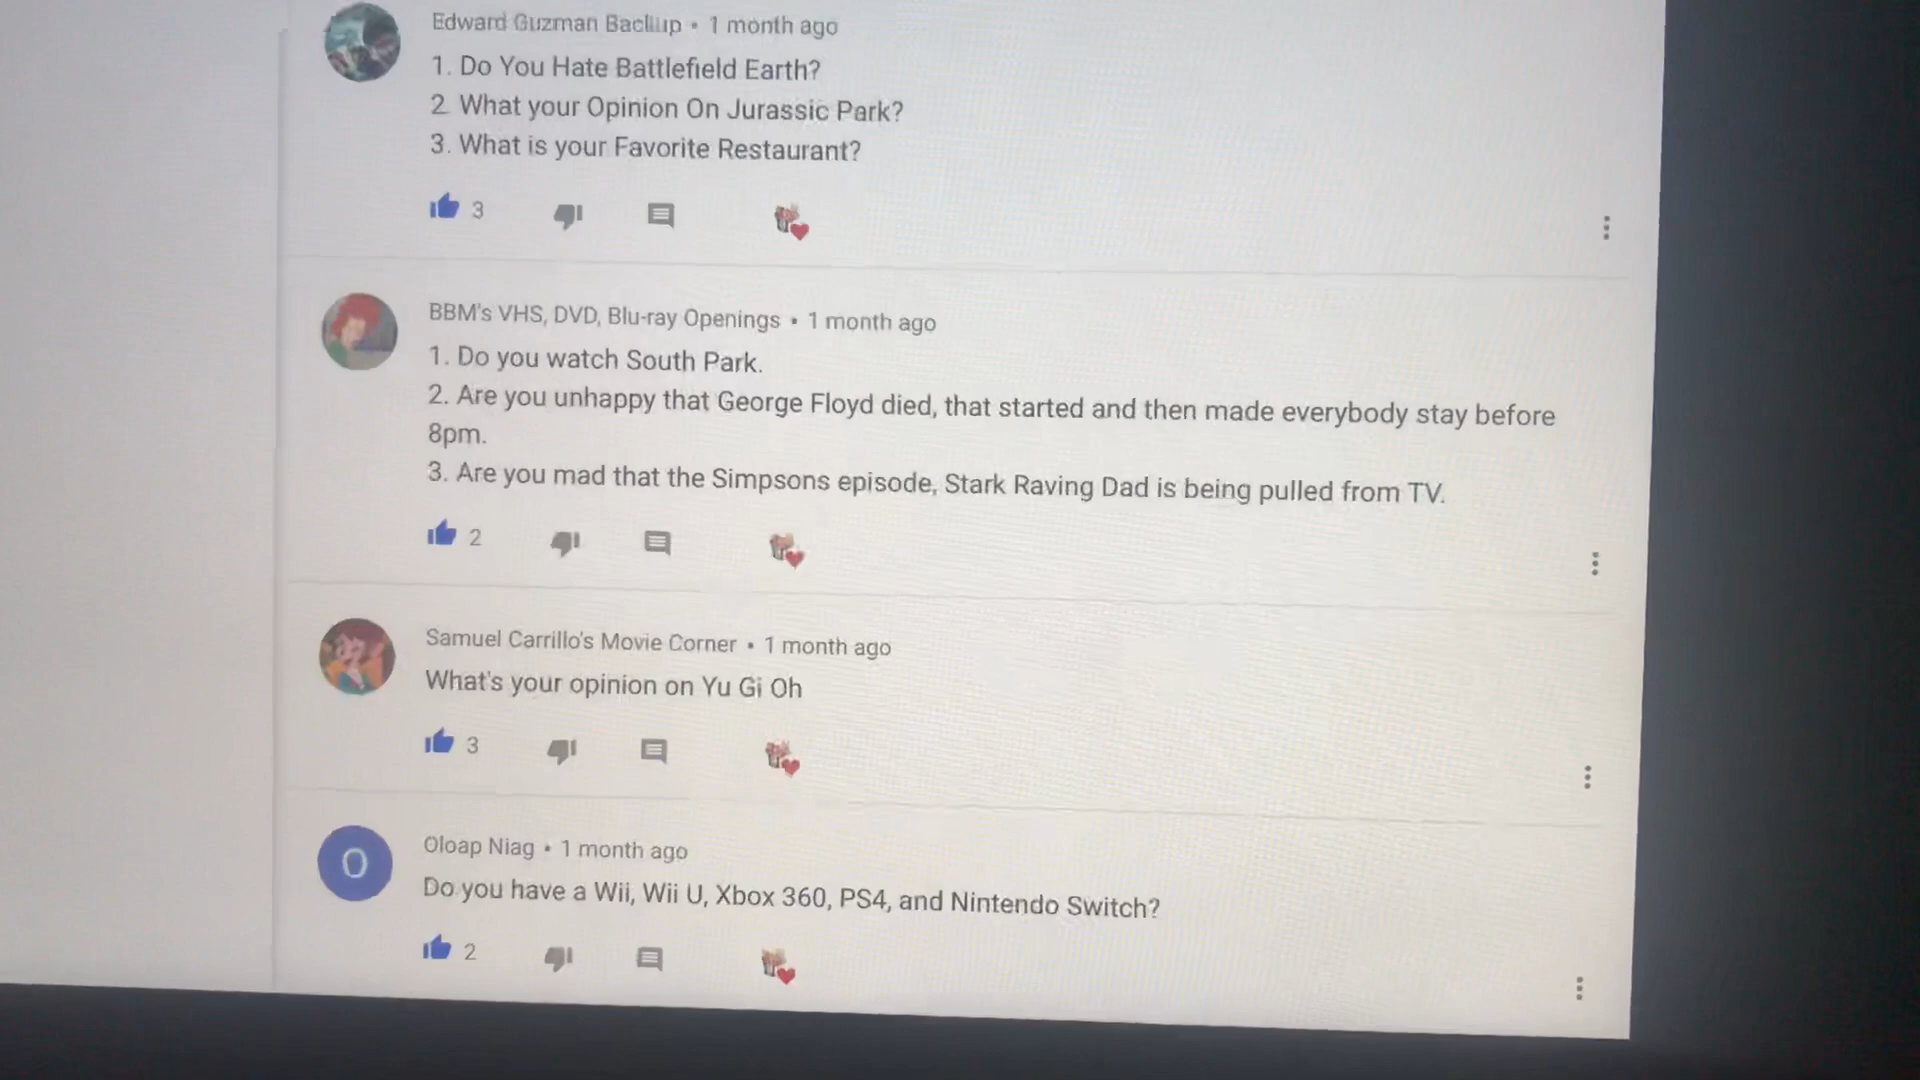 Edward Guzman Backup • 1 month ago
1. Do You Hate Battlefield Earth?
2. What your Opinion On Jurassic Park?
3. What is your Favorite Restaurant?
3
BBM's VHS, DVD, Blu-ray Openings • 1 month ago
1. Do you watch South Park.
2. Are you unhappy that George Floyd died, that started and then made everybody stay before
8pm.
3. Are you mad that the Simpsons episode, Stark Raving Dad is being pulled from TV.
2
Samuel Carrillo's Movie Corner • 1 month ago
What's your opinion on Yu Gi Oh
3
O
Oloap Niag • 1 month ago
Do you have a Wii, Wii U, Xbox 360, PS4, and Nintendo Switch?
2